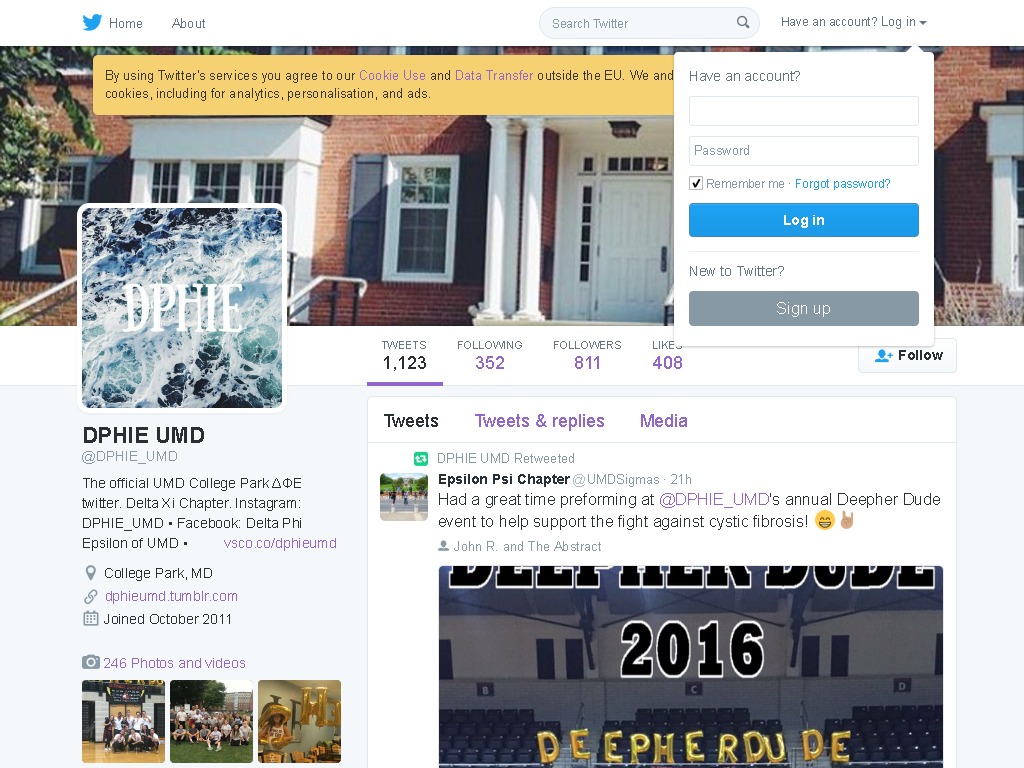 Home
About
Search Twitter
Have an account? Log in
By using Twitter's services you agree to our Cookie Use and Data Transfer outside the EU. We and
cookies, including for analytics, personalisation, and ads.
Have an account?
Password
Remember me · Forgot password?
Log in
New to Twitter?
Sign up
DPHIE
TWEETS
1,123
FOLLOWING
352
FOLLOWERS
811
LIKES
408
Follow
DPHIE UMD
@DPHIE_UMD
The official UMD College Park ΔΦE
twitter. Delta Xi Chapter. Instagram:
DPHIE_UMD • Facebook: Delta Phi
Epsilon of UMD • vsco.co/dphieumd
College Park, MD
dphieumd.tumblr.com
Joined October 2011
246 Photos and videos
Tweets
Tweets & replies
Media
DPHIE UMD Retweeted
Epsilon Psi Chapter @UMDSigmas · 21h
Had a great time preforming at @DPHIE_UMD's annual Deepher Dude
event to help support the fight against cystic fibrosis! 😁🤘🏼
John R. and The Abstract
DEEPHER DUDE
2016
B
C
D
DEEPHERDUDE